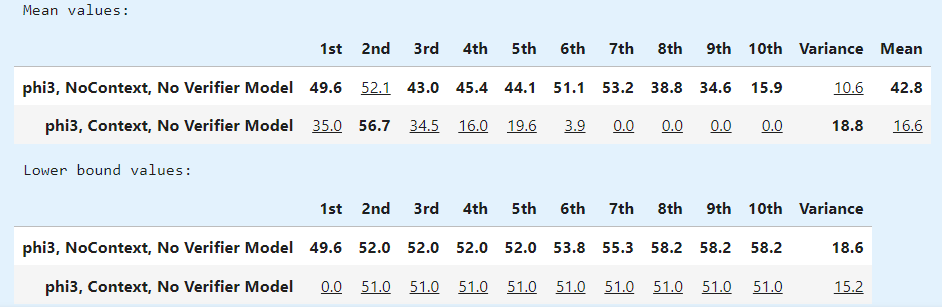 Mean values:
1st 2nd 3rd 4th 5th 6th 7th 8th 9th 10th Variance Mean
phi3, NoContext, No Verifier Model 49.6 52.1 43.0 45.4 44.1 51.1 53.2 38.8 34.6 15.9 10.6 42.8
phi3, Context, No Verifier Model 35.0 56.7 34.5 16.0 19.6 3.9 0.0 0.0 0.0 0.0 18.8 16.6
Lower bound values:
1st 2nd 3rd 4th 5th 6th 7th 8th 9th 10th Variance
phi3, NoContext, No Verifier Model 49.6 52.0 52.0 52.0 52.0 53.8 55.3 58.2 58.2 58.2 18.6
phi3, Context, No Verifier Model 0.0 51.0 51.0 51.0 51.0 51.0 51.0 51.0 51.0 51.0 15.2